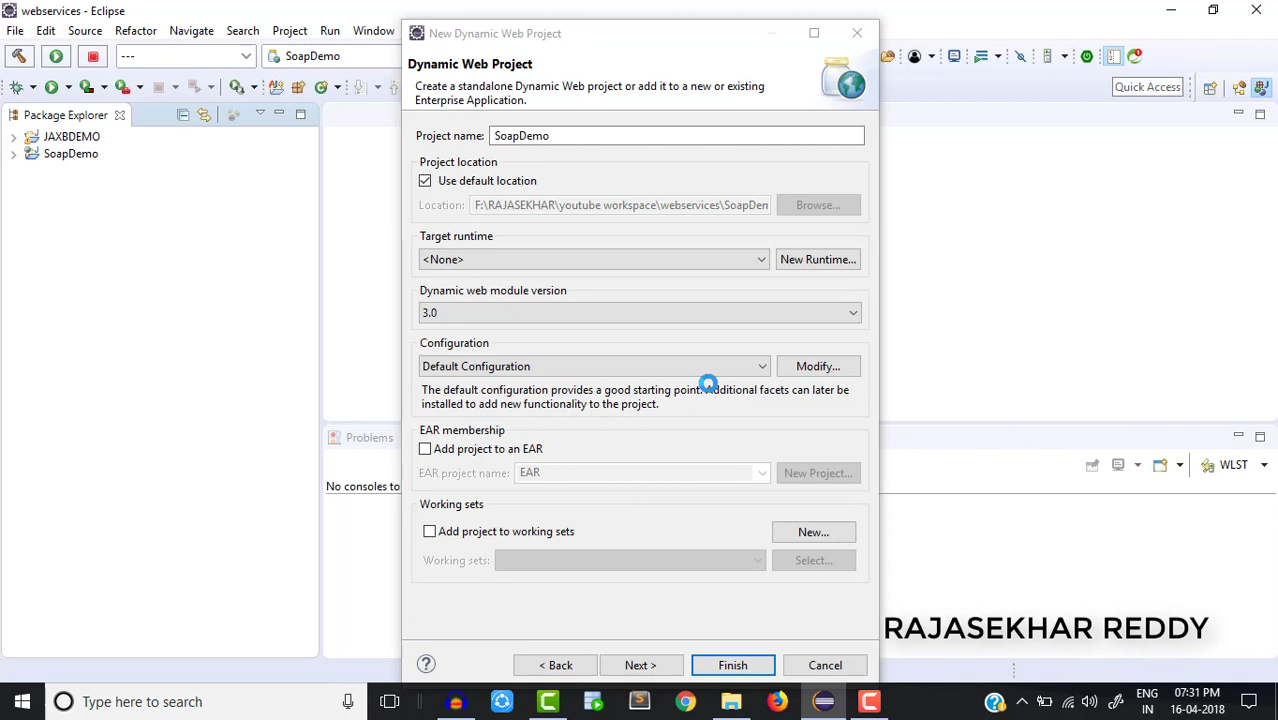 webservices - Eclipse
File Edit Source Refactor Navigate Search Project Run Window
--- SoapDemo
Quick Access
Package Explorer
JAXBDEMO
SoapDemo
New Dynamic Web Project
Dynamic Web Project
Create a standalone Dynamic Web project or add it to a new or existing
Enterprise Application.
Project name: SoapDemo
Project location
Use default location
Location: F:\RAJASEKHAR\youtube workspace\webservices\SoapDem Browse...
Target runtime
<None> New Runtime...
Dynamic web module version
3.0
Configuration
Default Configuration Modify...
The default configuration provides a good starting point. Additional facets can later be
installed to add new functionality to the project.
EAR membership
Add project to an EAR
EAR project name: EAR New Project...
Working sets
Add project to working sets New...
Working sets: Select...
< Back Next > Finish Cancel
Problems
WLST
No consoles to
RAJASEKHAR REDDY
Type here to search
ENG
IN
07:31 PM
16-04-2018